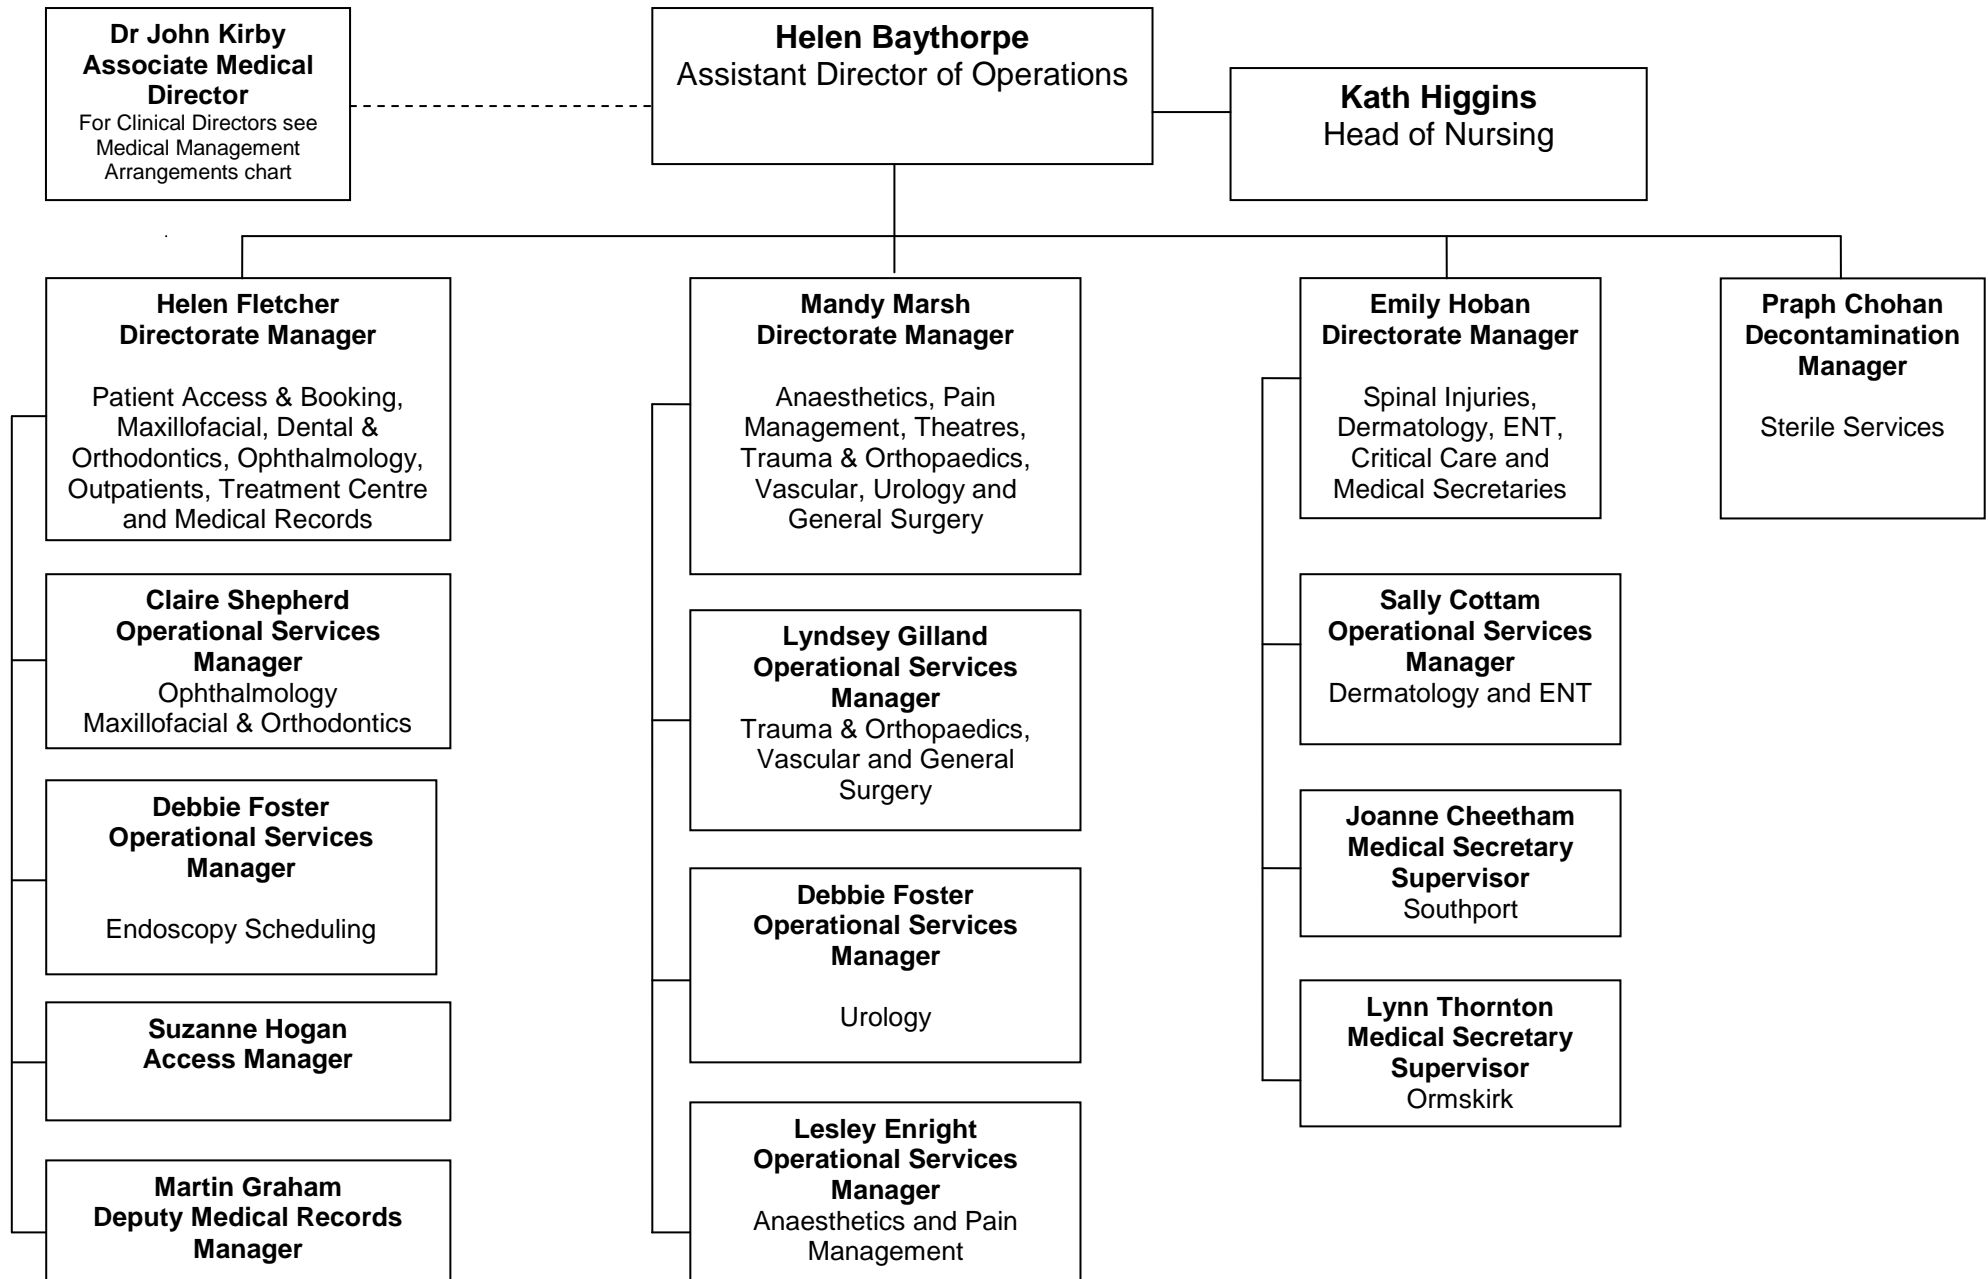 Dr John Kirby
Associate Medical
Director
For Clinical Directors see
Medical Management
Arrangements chart
Helen Baythorpe
Assistant Director of Operations
Kath Higgins
Head of Nursing
Helen Fletcher
Directorate Manager
Patient Access & Booking,
Maxillofacial, Dental &
Orthodontics, Ophthalmology,
Outpatients, Treatment Centre
and Medical Records
Claire Shepherd
Operational Services
Manager
Ophthalmology
Maxillofacial & Orthodontics
Debbie Foster
Operational Services
Manager
Endoscopy Scheduling
Suzanne Hogan
Access Manager
Martin Graham
Deputy Medical Records
Manager
Mandy Marsh
Directorate Manager
Anaesthetics, Pain
Management, Theatres,
Trauma & Orthopaedics,
Vascular, Urology and
General Surgery
Lyndsey Gilland
Operational Services
Manager
Trauma & Orthopaedics,
Vascular and General
Surgery
Debbie Foster
Operational Services
Manager
Urology
Lesley Enright
Operational Services
Manager
Anaesthetics and Pain
Management
Emily Hoban
Directorate Manager
Spinal Injuries,
Dermatology, ENT,
Critical Care and
Medical Secretaries
Sally Cottam
Operational Services
Manager
Dermatology and ENT
Joanne Cheetham
Medical Secretary
Supervisor
Southport
Lynn Thornton
Medical Secretary
Supervisor
Ormskirk
Praph Chohan
Decontamination
Manager
Sterile Services